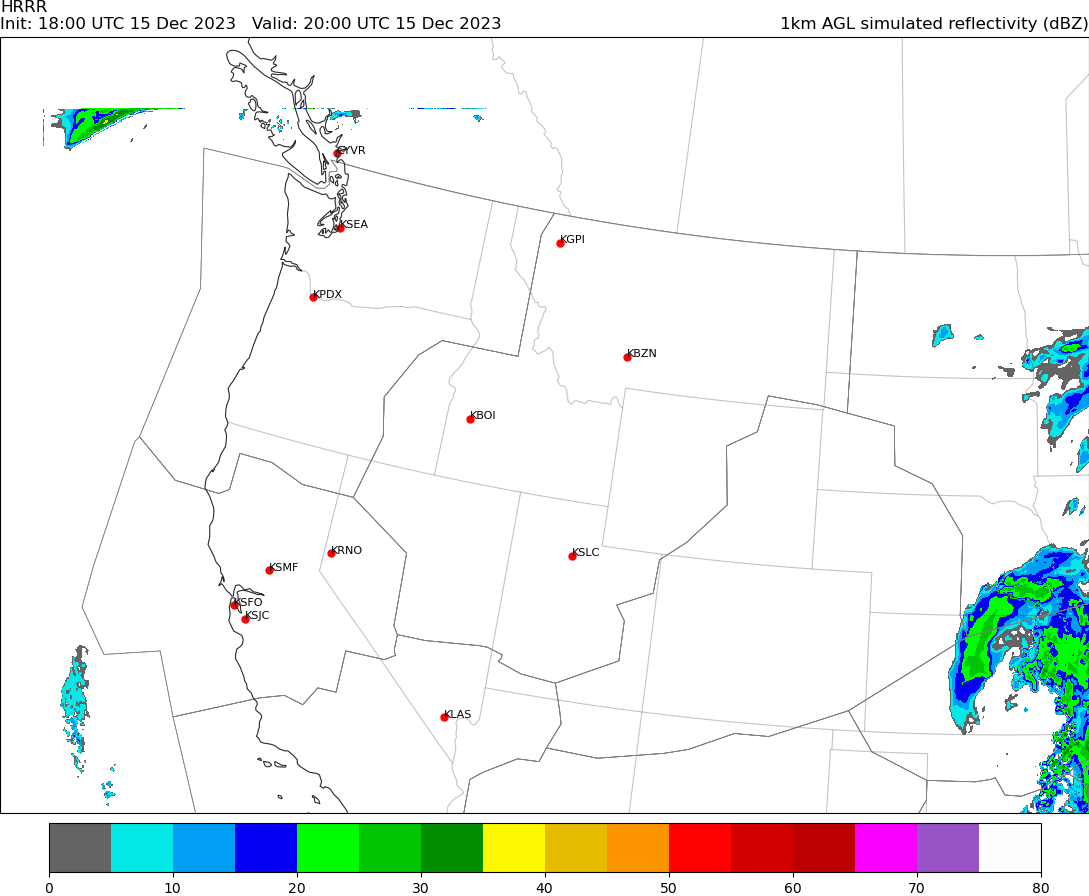 HRRR
Init: 18:00 UTC 15 Dec 2023   Valid: 20:00 UTC 15 Dec 2023   1km AGL simulated reflectivity (dBZ)
CYVR
KSEA
KGPI
KPDX
KBZN
KBOI
KRNO
KSLC
KSMF
KSFO
KSJC
KLAS
0 10 20 30 40 50 60 70 80